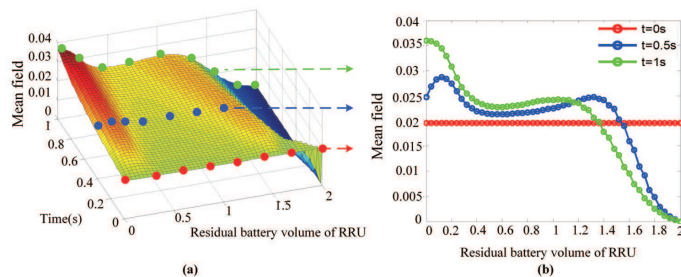 0.04
0.03
0.02
0.01
0
Mean field
1
0.8
0.6
0.4
0.2
0
Time(s)
0
0.5
1
1.5
2
Residual battery volume of RRU
(a)
0.04
0.035
0.03
0.025
0.02
0.015
0.01
0.005
0
Mean field
t=0s
t=0.5s
t=1s
0 0.2 0.4 0.6 0.8 1.0 1.2 1.4 1.6 1.8 2
Residual battery volume of RRU
(b)